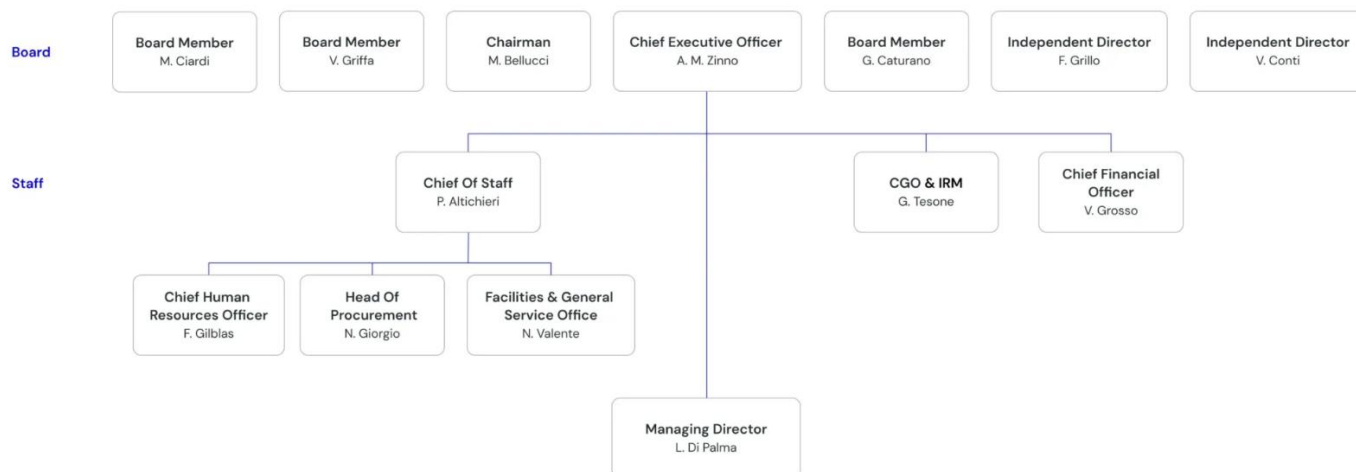 Board
Board Member
M. Ciardi
Board Member
V. Griffa
Chairman
M. Bellucci
Chief Executive Officer
A. M. Zinno
Board Member
G. Caturano
Independent Director
F. Grillo
Independent Director
V. Conti
Staff
Chief Of Staff
P. Altichieri
CGO & IRM
G. Tesone
Chief Financial
Officer
V. Grosso
Chief Human
Resources Officer
F. Gilblas
Head Of
Procurement
N. Giorgio
Facilities & General
Service Office
N. Valente
Managing Director
L. Di Palma